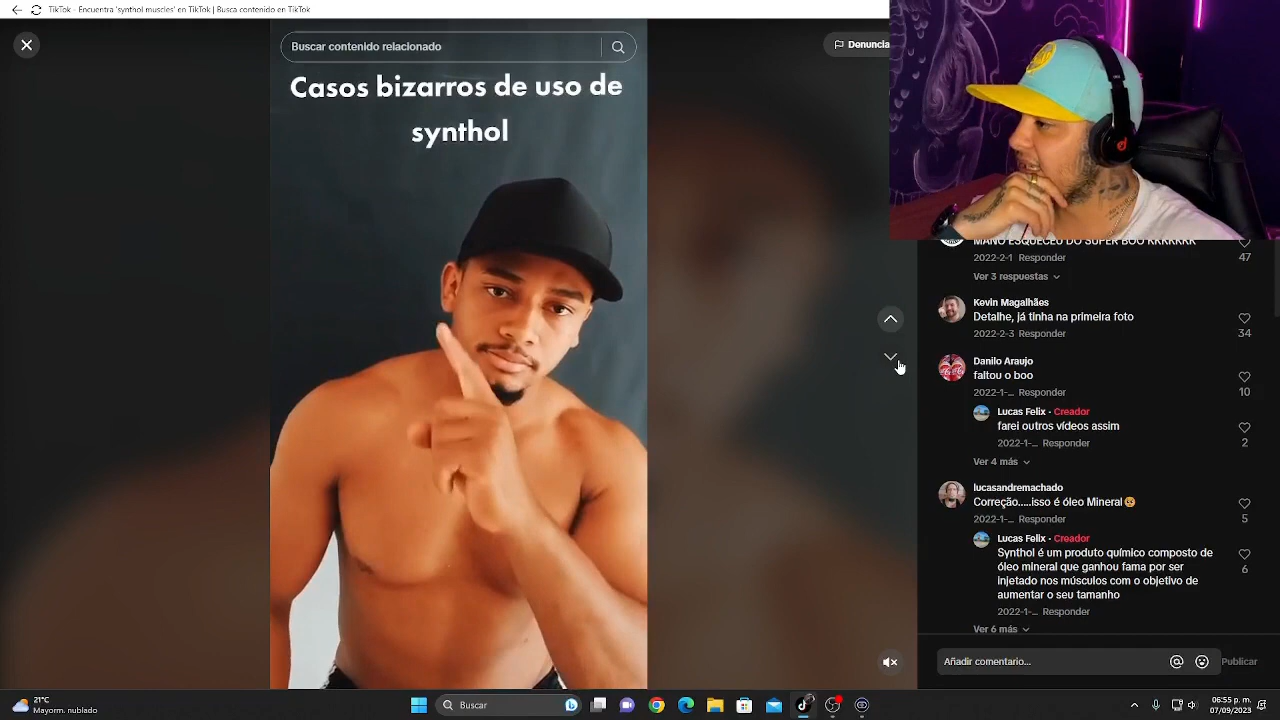 TikTok - Encuentra 'synthol muscles' en TikTok | Busca contenido en TikTok
Buscar contenido relacionado
Denuncia
Casos bizarros de uso de
synthol
MANO ESQUECEU DO SUPER BOO KKKKKKK
2022-2-1 Responder
47
Ver 3 respuestas
Kevin Magalhães
Detalhe, já tinha na primeira foto
2022-2-3 Responder
34
Danilo Araujo
faltou o boo
2022-1-... Responder
10
Lucas Felix · Creador
farei outros vídeos assim
2022-1-... Responder
2
Ver 4 más
lucasandremachado
Correção.....isso é óleo Mineral🥺
2022-1-... Responder
5
Lucas Felix · Creador
Synthol é um produto químico composto de
óleo mineral que ganhou fama por ser
injetado nos músculos com o objetivo de
aumentar o seu tamanho
2022-1-... Responder
6
Ver 6 más
Añadir comentario...
Publicar
21°C
Mayorm. nublado
Buscar
06:55 p. m.
07/09/2023